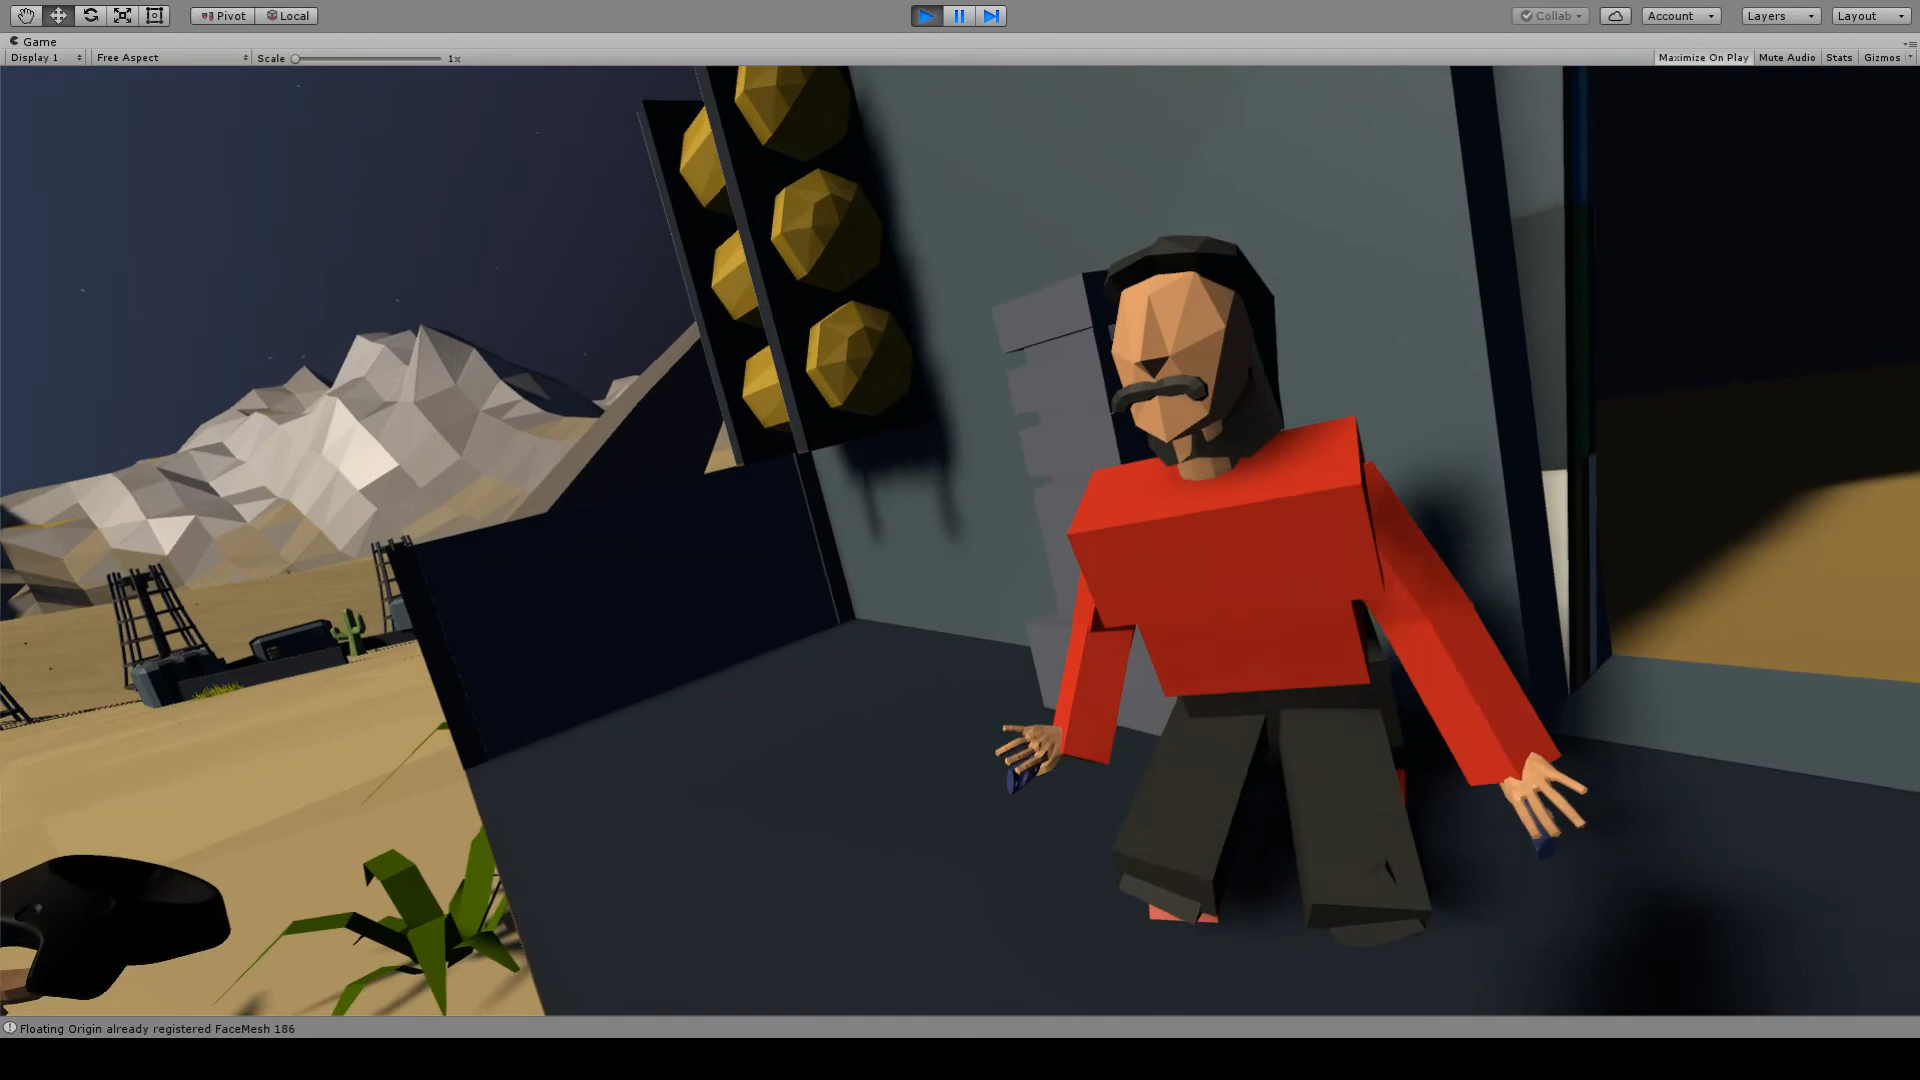 Pivot Local Collab Account Layers Layout
Game
Display 1 Free Aspect Scale 1x Maximize On Play Mute Audio Stats Gizmos
Floating Origin already registered FaceMesh 186